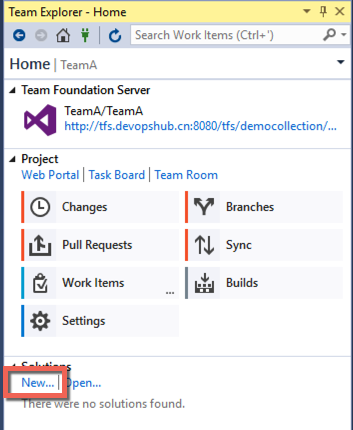 Team Explorer - Home
Search Work Items (Ctrl+')
Home | TeamA
Team Foundation Server
TeamA/TeamA
http://tfs.devopshub.cn:8080/tfs/democollection/...
Project
Web Portal | Task Board | Team Room
Changes
Branches
Pull Requests
Sync
Work Items
...
Builds
Settings
Solutions
New... | Open...
There were no solutions found.